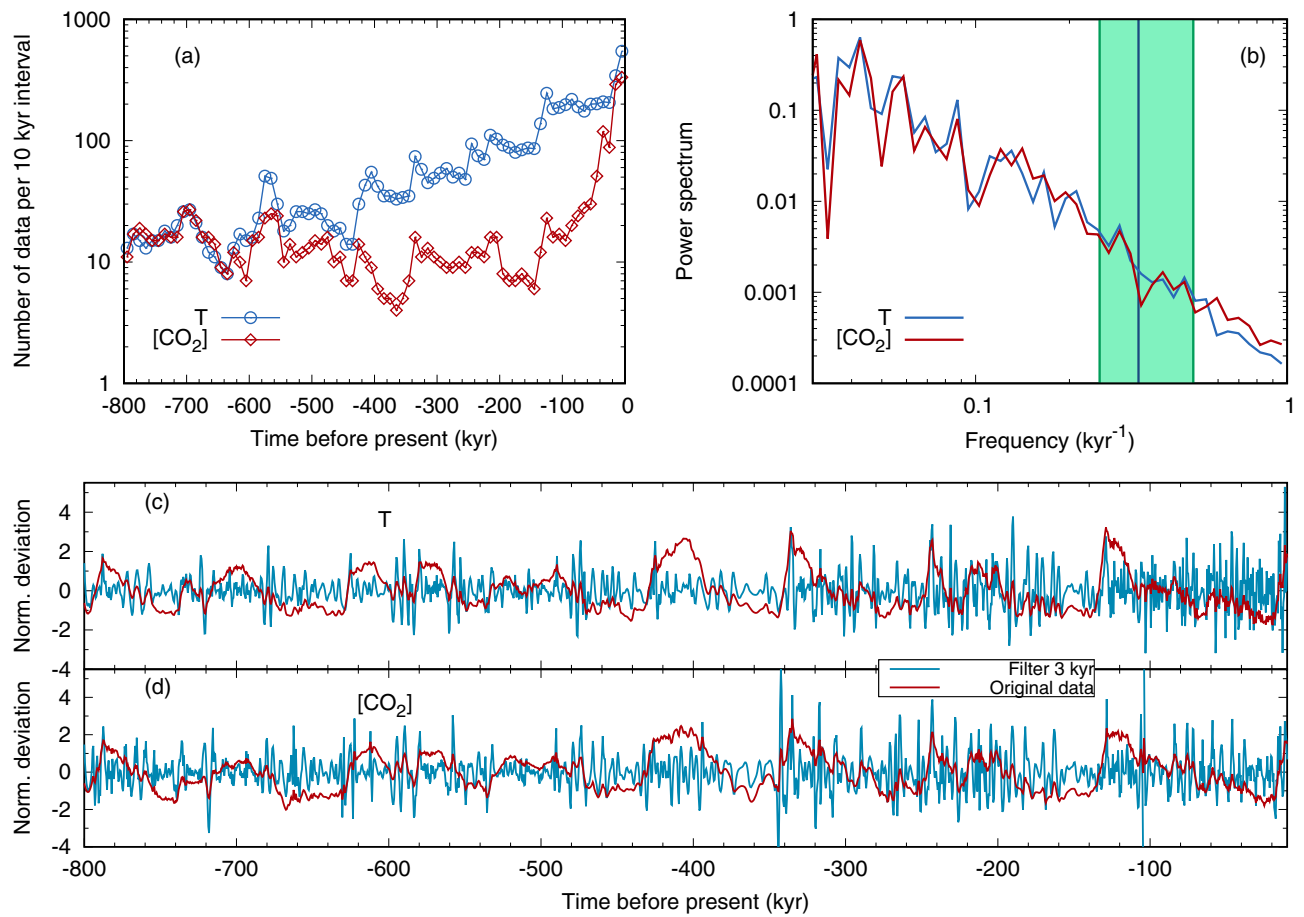 (a)
Number of data per 10 kyr interval
1000
100
10
1
T
[CO2]
-800 -700 -600 -500 -400 -300 -200 -100 0
Time before present (kyr)
(b)
Power spectrum
1
0.1
0.01
0.001
0.0001
T
[CO2]
0.1 1
Frequency (kyr-1)
(c)
T
Norm. deviation
4
2
0
-2
-4
Filter 3 kyr
Original data
(d)
[CO2]
Norm. deviation
4
2
0
-2
-4
-800 -700 -600 -500 -400 -300 -200 -100
Time before present (kyr)